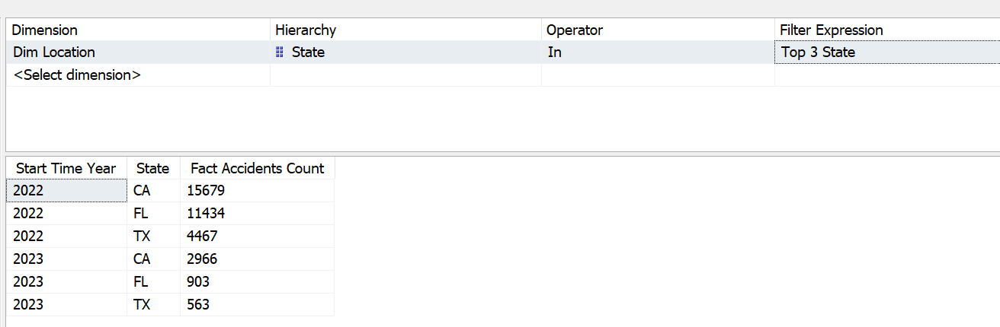 Dimension Hierarchy Operator Filter Expression
Dim Location State In Top 3 State
<Select dimension>
Start Time Year State Fact Accidents Count
2022 CA 15679
2022 FL 11434
2022 TX 4467
2023 CA 2966
2023 FL 903
2023 TX 563